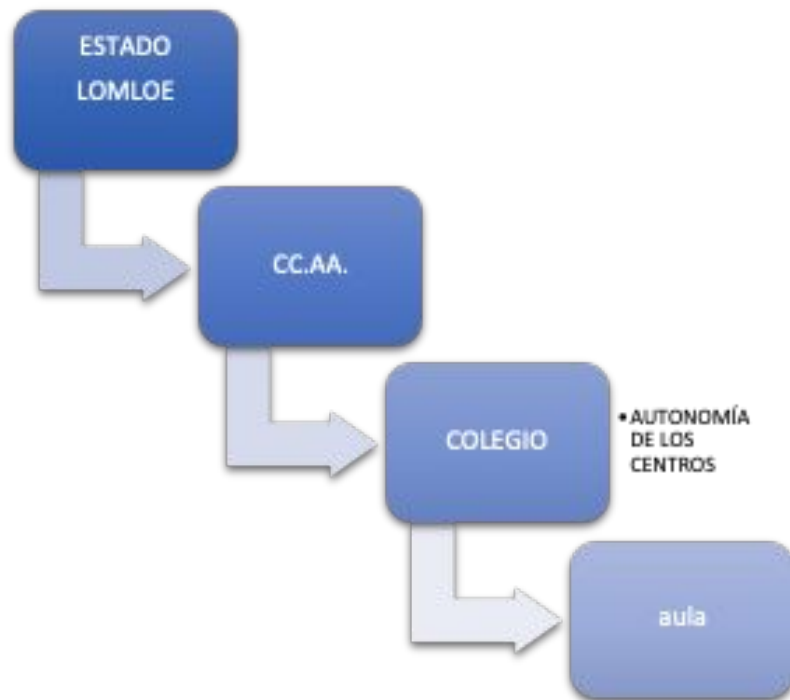 ESTADO
LOMLOE
CC.AA.
COLEGIO
• AUTONOMÍA
DE LOS
CENTROS
aula